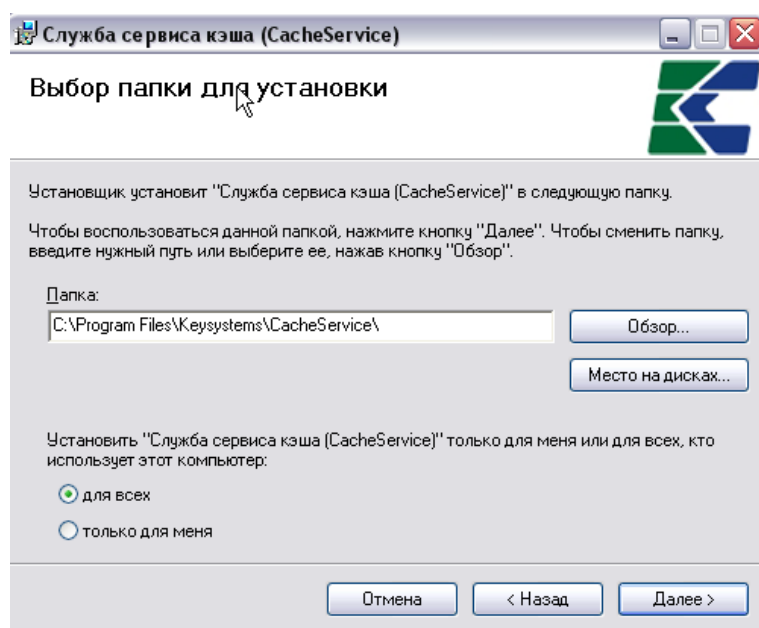 Служба сервиса кэша (CacheService)
Выбор папки для установки
Установщик установит "Служба сервиса кэша (CacheService)" в следующую папку.
Чтобы воспользоваться данной папкой, нажмите кнопку "Далее". Чтобы сменить папку,
введите нужный путь или выберите ее, нажав кнопку "Обзор".
Папка:
C:\Program Files\Keysystems\CacheService\
Обзор...
Место на дисках...
Установить "Служба сервиса кэша (CacheService)" только для меня или для всех, кто
использует этот компьютер:
для всех
только для меня
Отмена
< Назад
Далее >